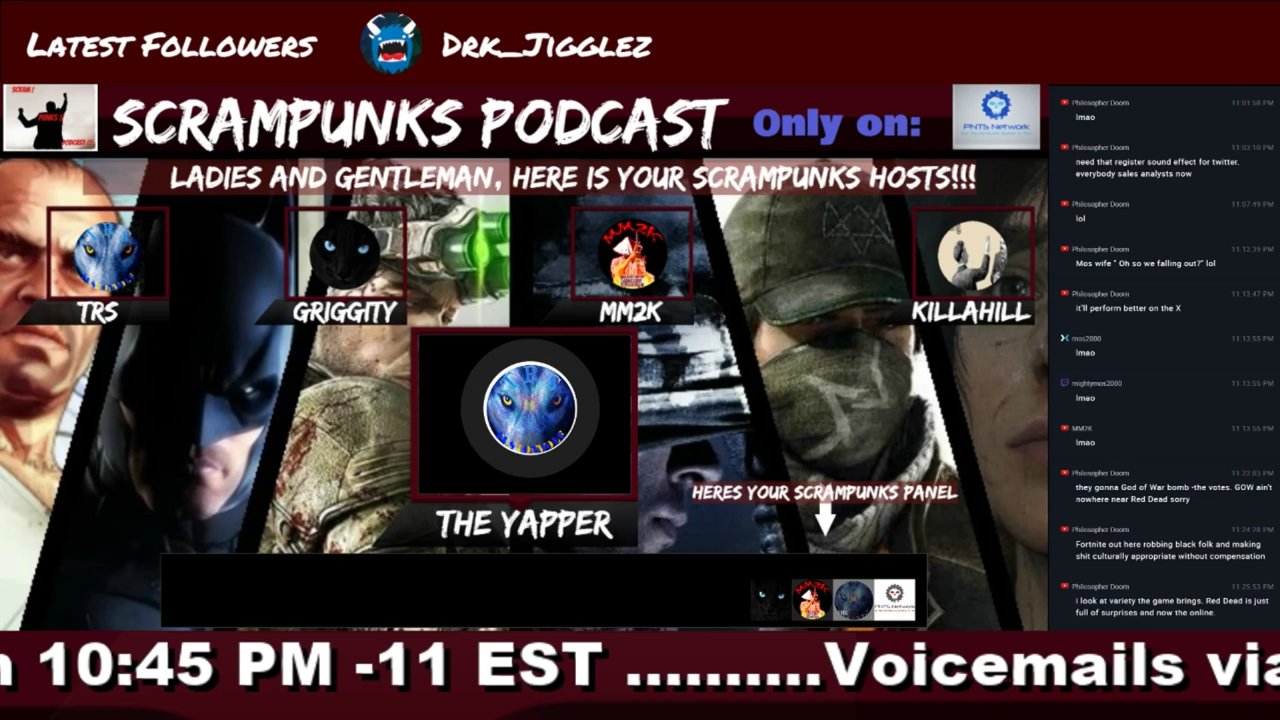 Latest Followers
Drk_Jigglez
SCRAM!
PUNKS
PODCAST
SCRAMPUNKS PODCAST
Only on:
PNTS Network
LADIES AND GENTLEMAN, HERE IS YOUR SCRAMPUNKS HOSTS!!!
MM2K
TRS
GRIGGITY
MM2K
KILLAHILL
THE YAPPER
HERES YOUR SCRAMPUNKS PANEL
n 10:45 PM -11 EST ..........Voicemails via
Philosopher Doom 11:01:58 PM
lmao
Philosopher Doom 11:03:10 PM
need that register sound effect for twitter.
everybody sales analysts now
Philosopher Doom 11:07:49 PM
lol
Philosopher Doom 11:12:39 PM
Mos wife " Oh so we falling out?" lol
Philosopher Doom 11:13:47 PM
it'll perform better on the X
mos2000 11:13:55 PM
lmao
mightymos2000 11:13:55 PM
lmao
MM2K 11:13:55 PM
lmao
Philosopher Doom 11:22:03 PM
they gonna God of War bomb -the votes. GOW ain't
nowhere near Red Dead sorry
Philosopher Doom 11:24:28 PM
Fortnite out here robbing black folk and making
shit culturally appropriate without compensation
Philosopher Doom 11:25:53 PM
i look at variety the game brings. Red Dead is just
full of surprises and now the online.